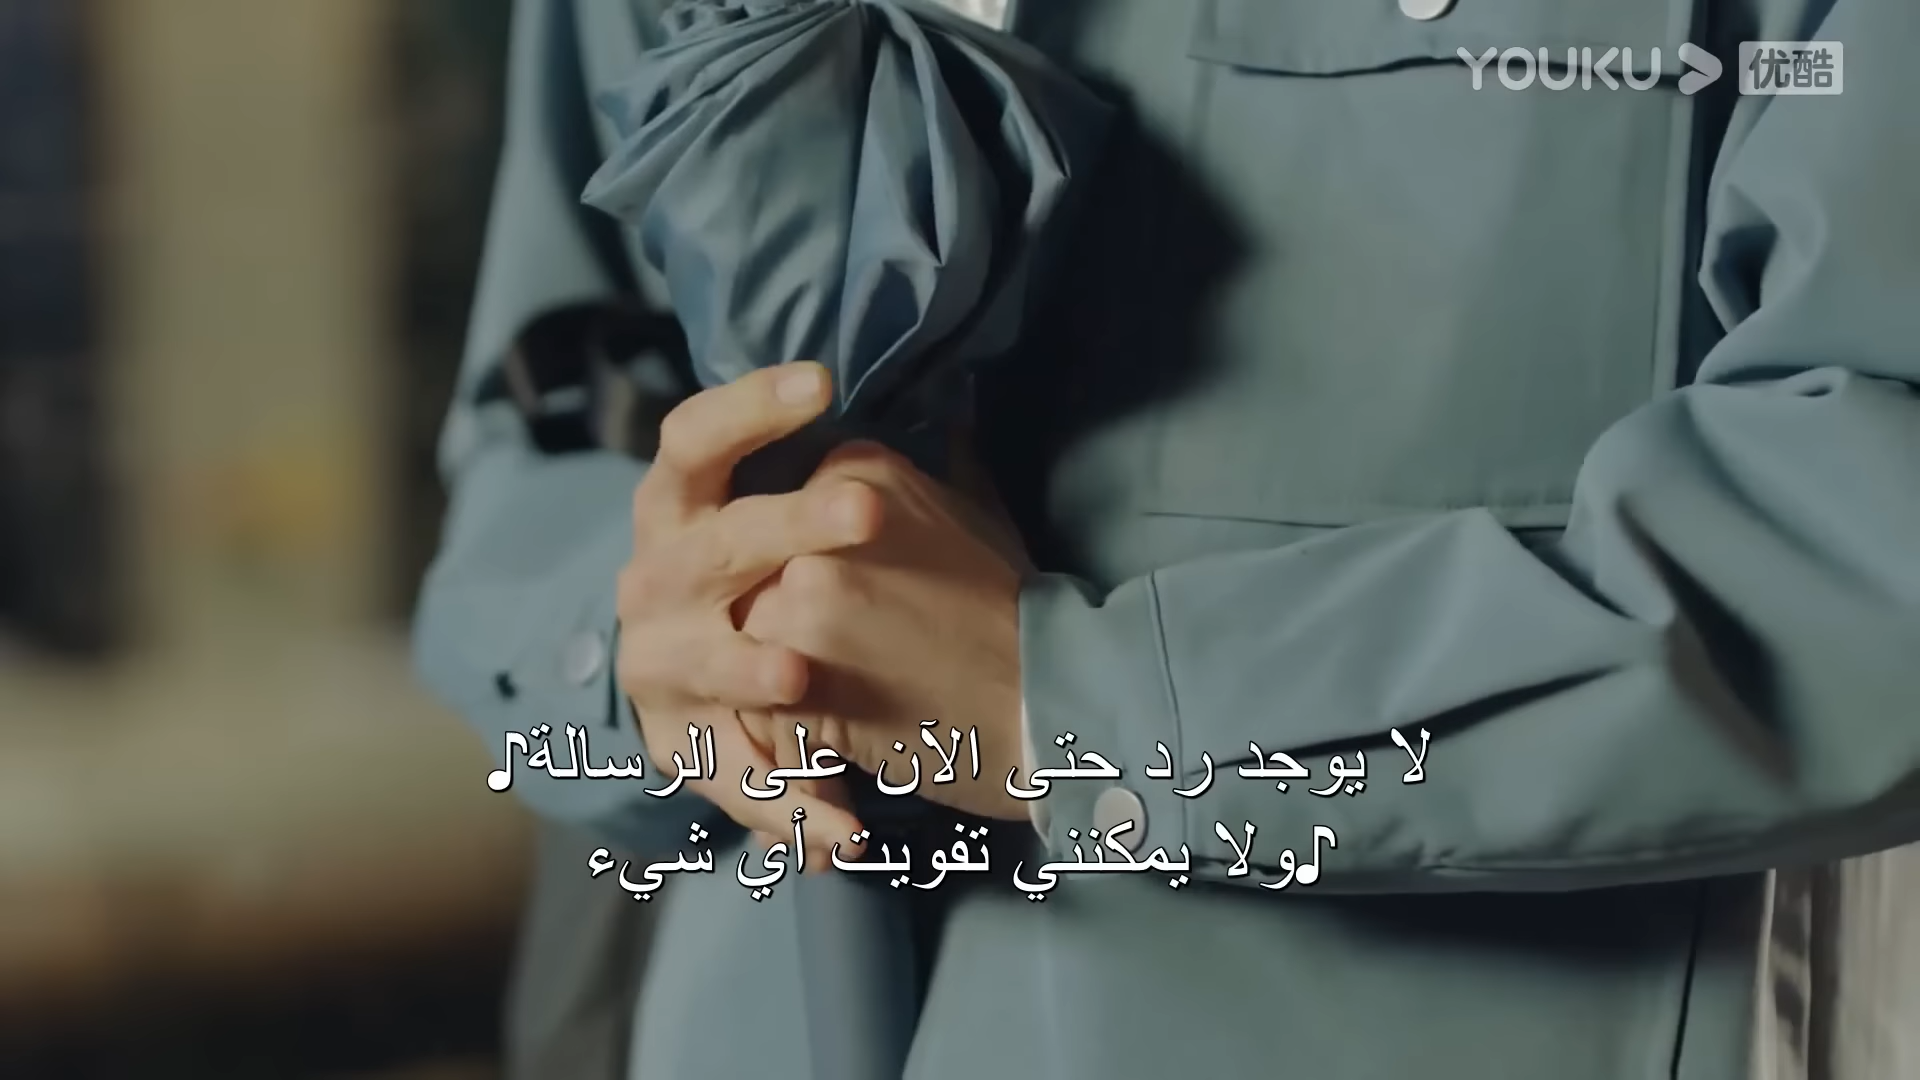 YOUKU 优酷
لا يوجد رد حتى الآن على الرسالة♪
♪ولا يمكنني تفويت أي شيء